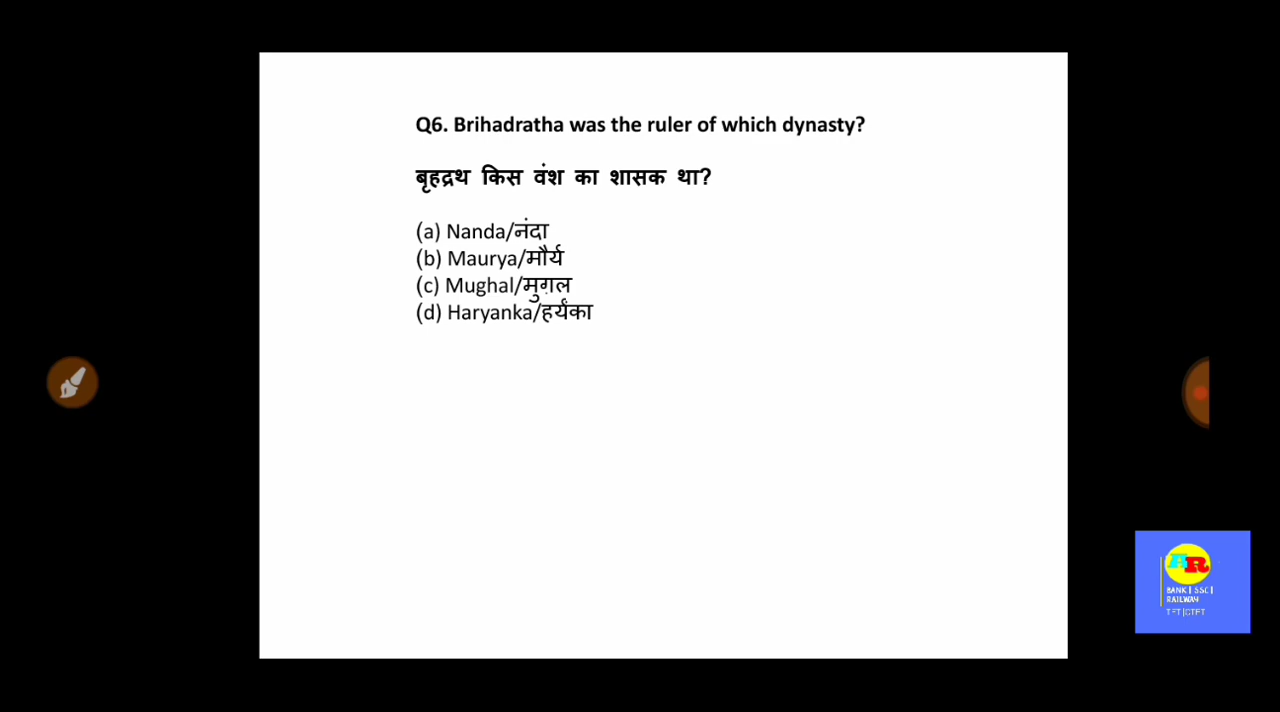 Q6. Brihadratha was the ruler of which dynasty?
बृहद्रथ किस वंश का शासक था?
(a) Nanda/नंदा
(b) Maurya/मौर्य
(c) Mughal/मुग़ल
(d) Haryanka/हर्यंका
AR
BANK | SSC |
RAILWAY
TET|CTET